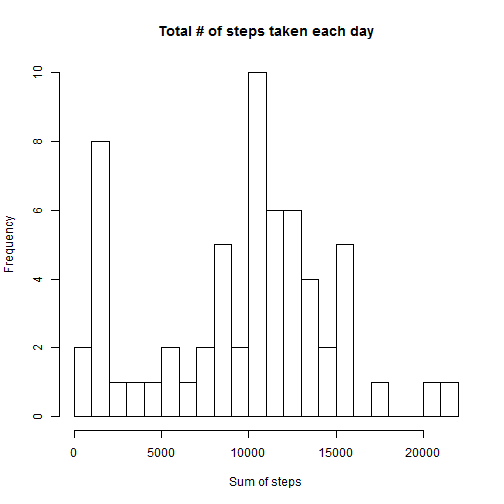 Total # of steps taken each day
Frequency
10
8
6
4
2
0
0 5000 10000 15000 20000
Sum of steps